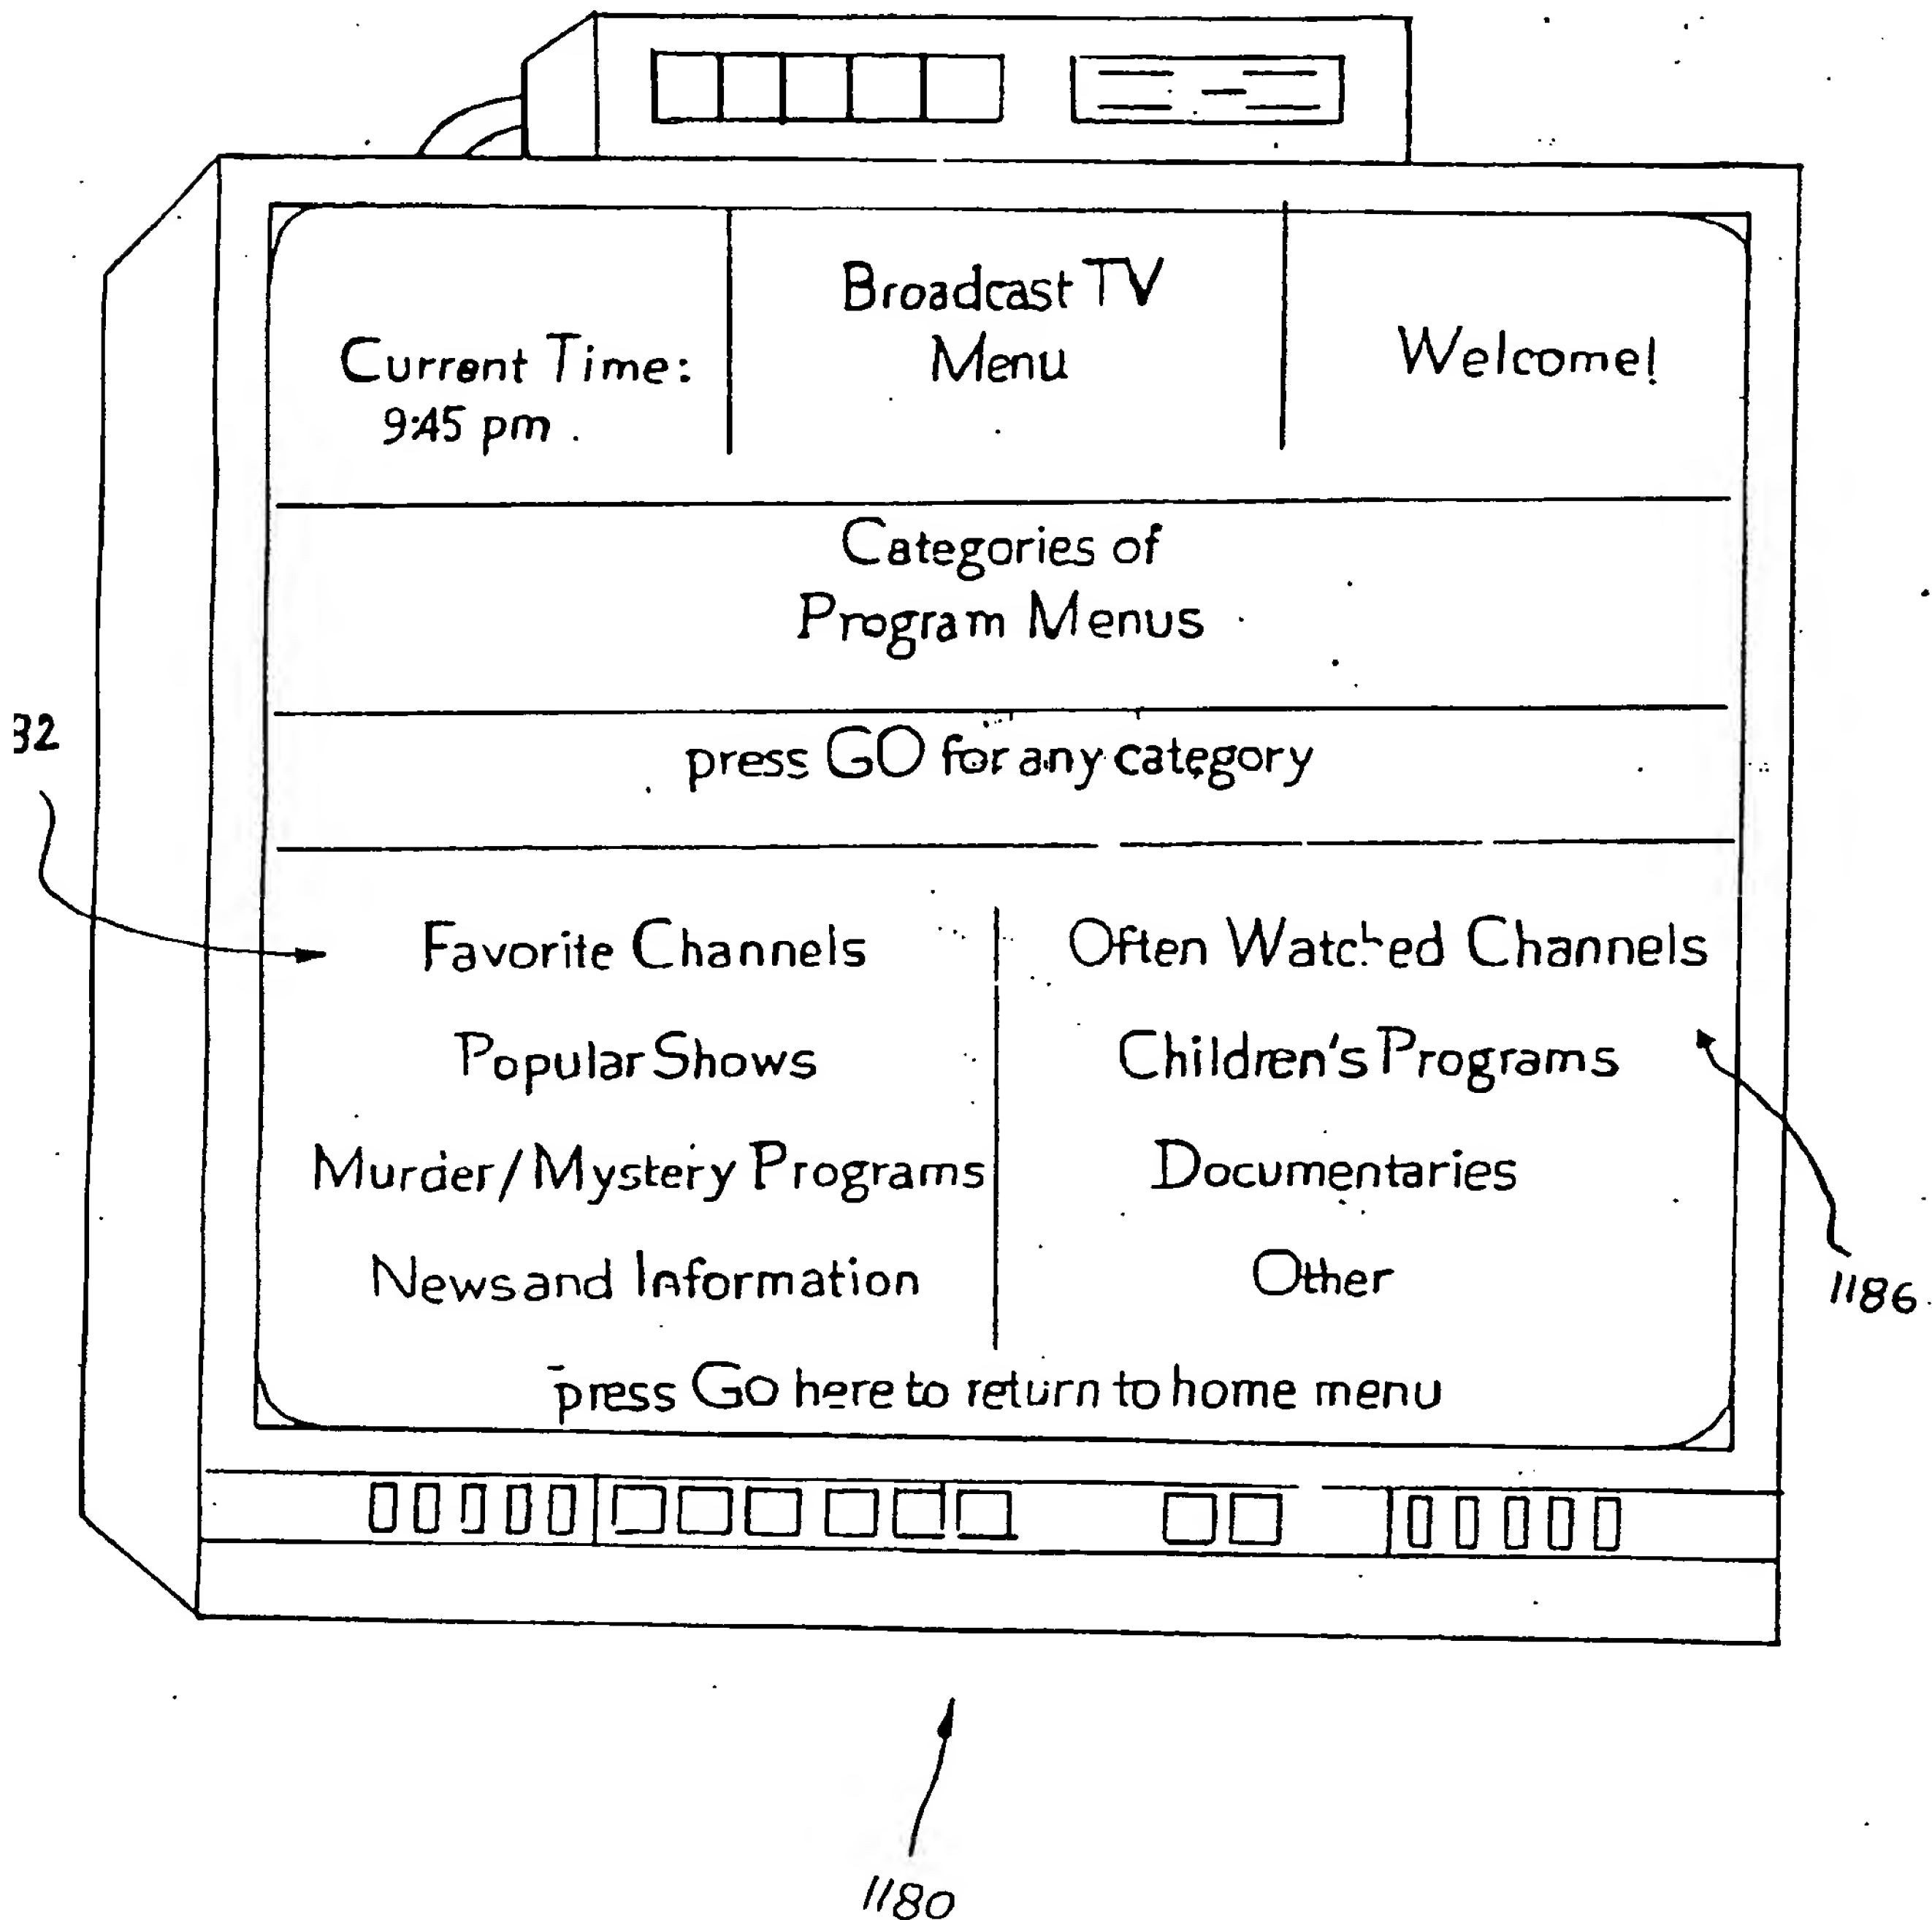 Current Time:
9:45 pm
Broadcast TV
Menu
Welcome!
Categories of
Program Menus
press GO for any category
32
Favorite Channels
Often Watched Channels
Popular Shows
Children's Programs
Murder/Mystery Programs
Documentaries
News and Information
Other
1186
press Go here to return to home menu
1180